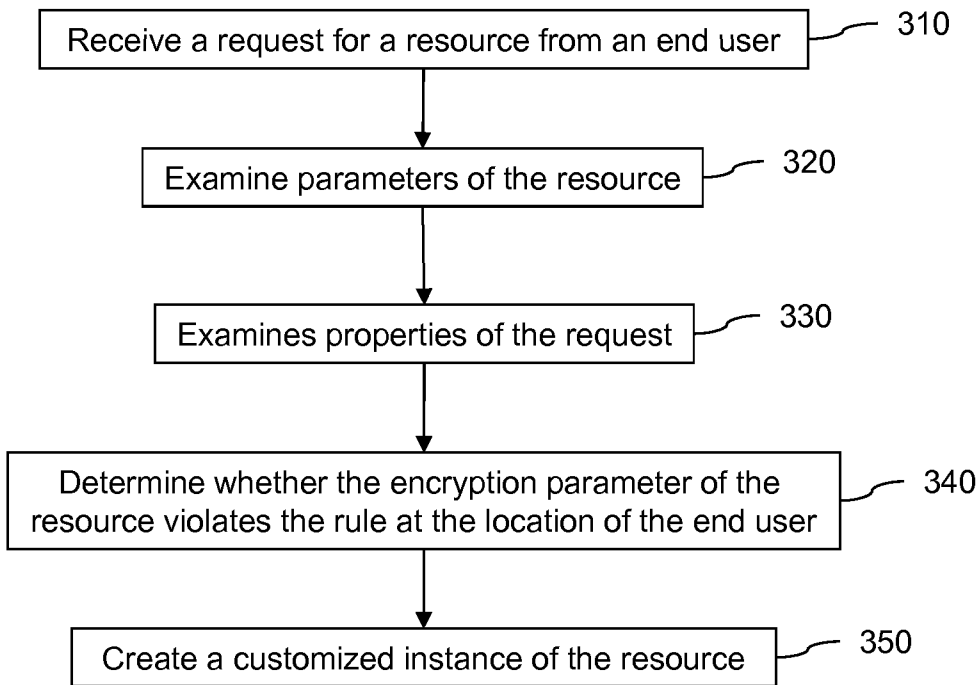 Receive a request for a resource from an end user
310
Examine parameters of the resource
320
Examines properties of the request
330
Determine whether the encryption parameter of the
resource violates the rule at the location of the end user
340
Create a customized instance of the resource
350